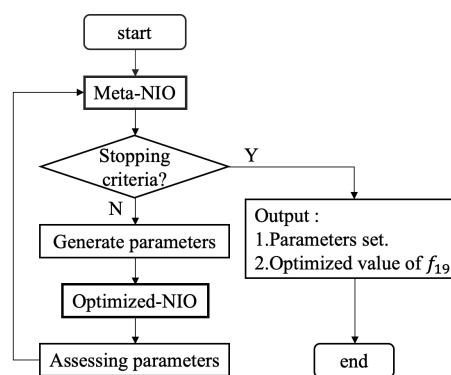 start
Meta-NIO
Stopping
criteria?
Y
N
Generate parameters
Optimized-NIO
Assessing parameters
Output :
1.Parameters set.
2.Optimized value of f₁₉
end